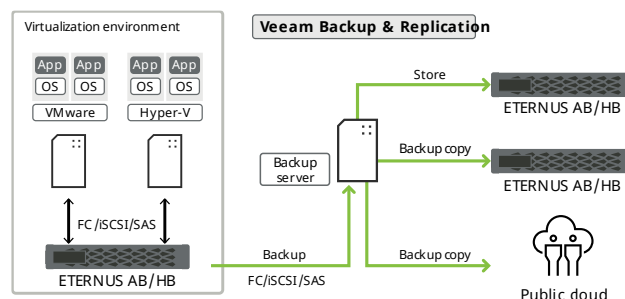 Virtualization environment
Veeam Backup & Replication
App App App App
OS OS OS OS
VMware Hyper-V
FC/iSCSI/SAS
ETERNUS AB/HB
Backup
FC/iSCSI/SAS
Backup
server
Store
ETERNUS AB/HB
Backup copy
ETERNUS AB/HB
Backup copy
Public cloud